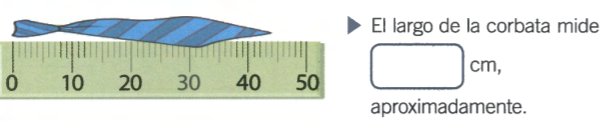 ▶ El largo de la corbata mide
cm,
aproximadamente.
0 10 20 30 40 50